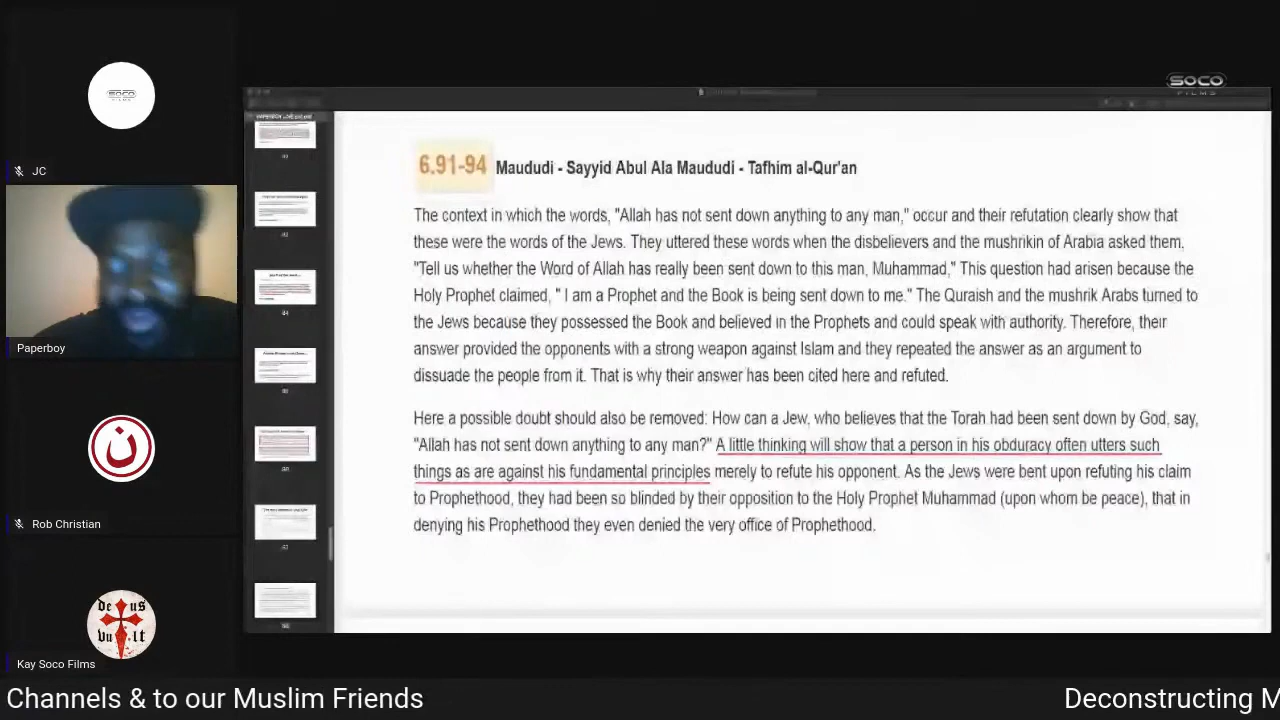 SOCO
FILMS
JC
Paperboy
Rob Christian
de us
vu lt
Kay Soco Films
6.91-94 Maududi - Sayyid Abul Ala Maududi - Tafhim al-Qur'an
The context in which the words, "Allah has not sent down anything to any man," occur and their refutation clearly show that
these were the words of the Jews. They uttered these words when the disbelievers and the mushrikin of Arabia asked them.
"Tell us whether the Word of Allah has really been sent down to this man, Muhammad," This question had arisen because the
Holy Prophet claimed, "I am a Prophet and the Book is being sent down to me." The Quraish and the mushrik Arabs turned to
the Jews because they possessed the Book and believed in the Prophets and could speak with authority. Therefore, their
answer provided the opponents with a strong weapon against Islam and they repeated the answer as an argument to
dissuade the people from it. That is why their answer has been cited here and refuted.
Here a possible doubt should also be removed: How can a Jew, who believes that the Torah had been sent down by God, say,
"Allah has not sent down anything to any man?" A little thinking will show that a person in his obduracy often utters such
things as are against his fundamental principles merely to refute his opponent. As the Jews were bent upon refuting his claim
to Prophethood, they had been so blinded by their opposition to the Holy Prophet Muhammad (upon whom be peace), that in
denying his Prophethood they even denied the very office of Prophethood.
Channels & to our Muslim Friends
Deconstructing M